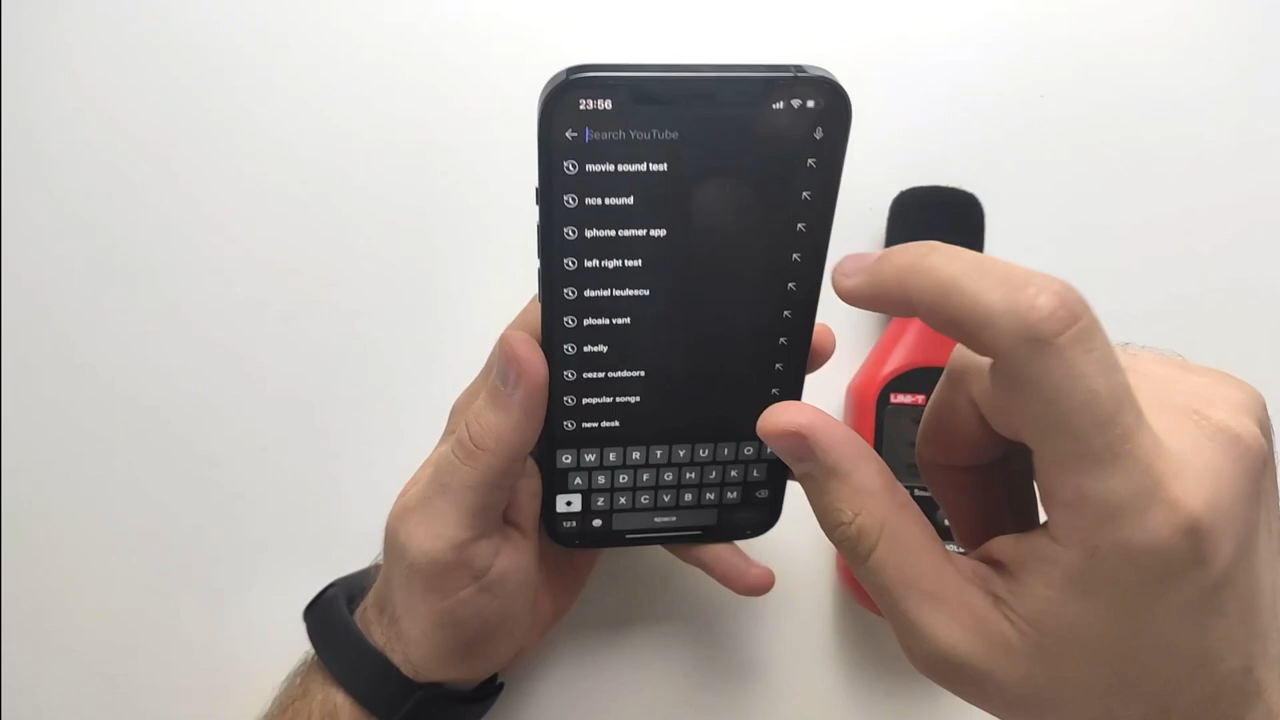 23:56
Search YouTube
movie sound test
ncs sound
iphone camer app
left right test
daniel leulescu
ploaia vant
shelly
cezar outdoors
popular songs
new desk
Q W E R T Y U I O P
A S D F G H J K L
Z X C V B N M
123 space
UNI-T